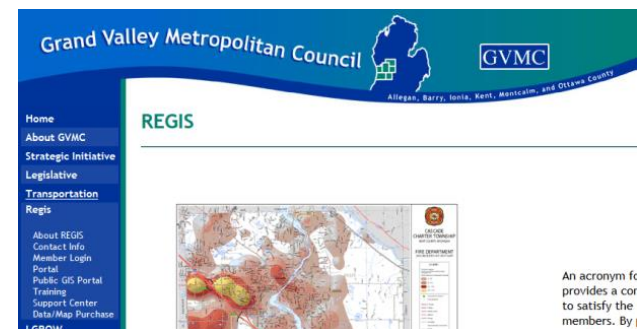 Grand Valley Metropolitan Council
GVMC
Allegan, Barry, Ionia, Kent, Montcalm, and Ottawa County
Home
About GVMC
Strategic Initiative
Legislative
Transportation
Regis
About REGIS
Contact Info
Member Login
Portal
Public GIS Portal
Training
Support Center
Data/Map Purchase
LGROW
REGIS
CASCADE
CHARTER TOWNSHIP
FIRE DEPARTMENT
An acronym fo
provides a con
to satisfy the
members. By